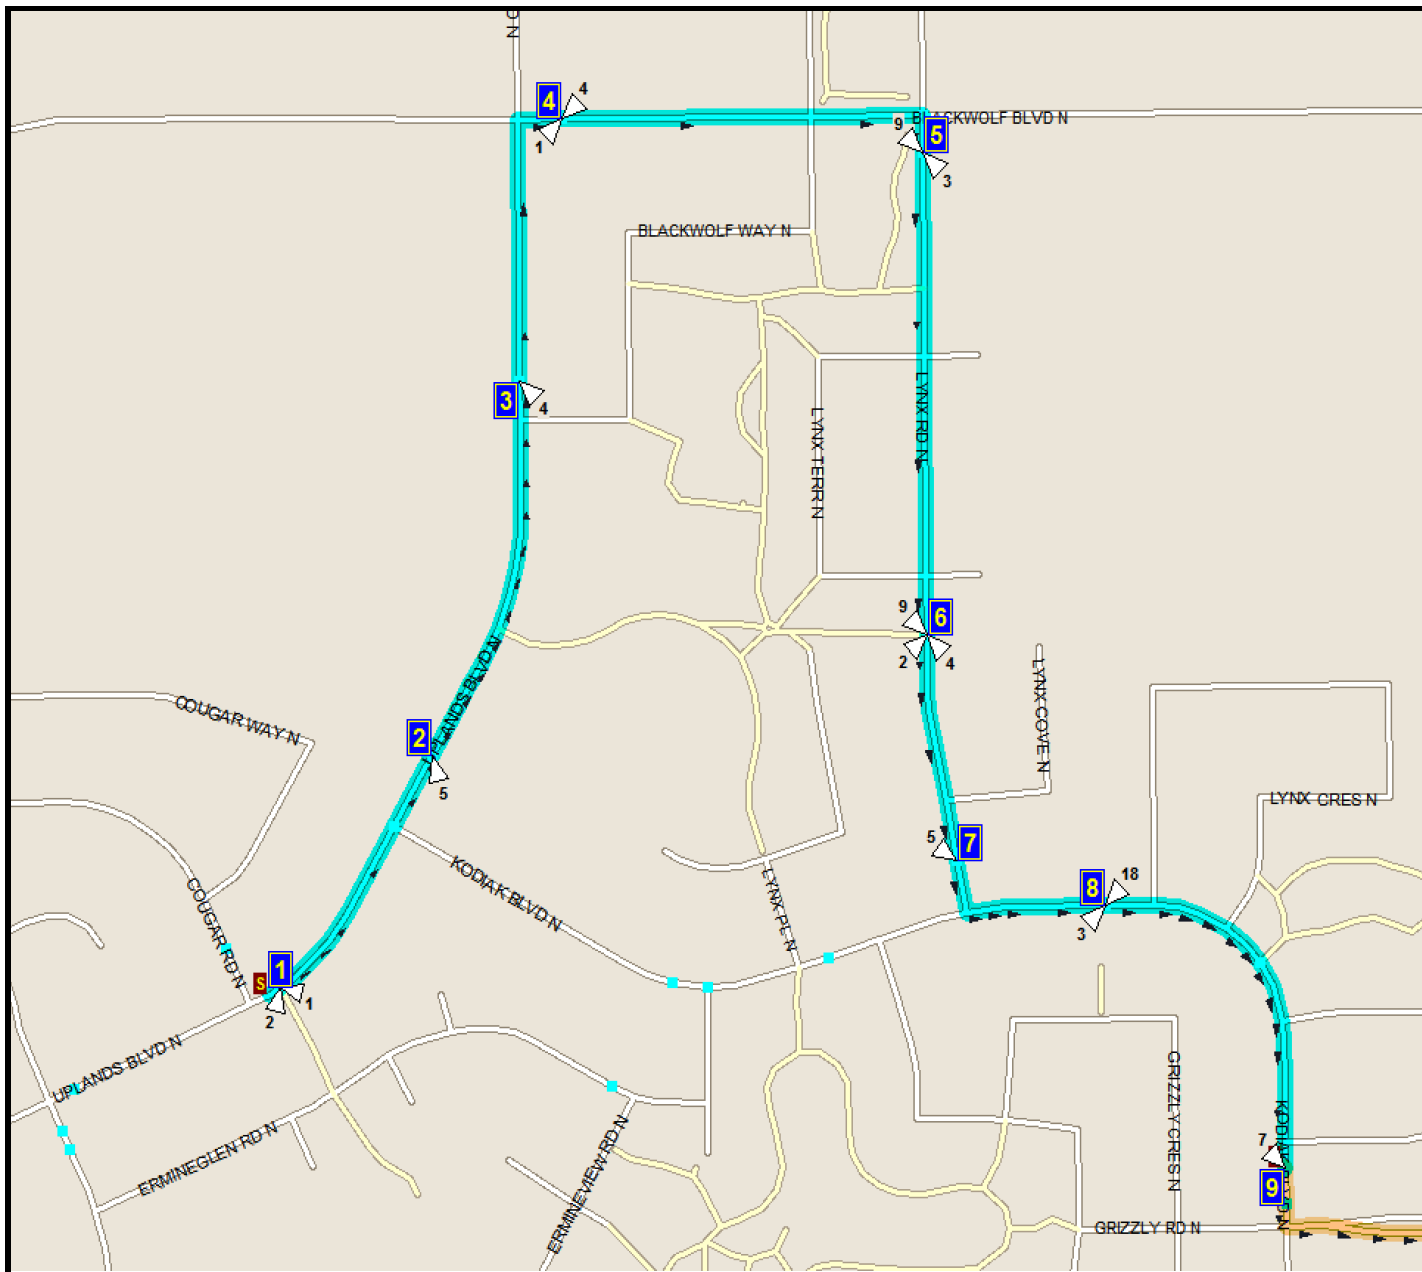 D N
4
4
1
BLACKWOLF BLVD N
9
5
3
BLACKWOLF WAY N
3
4
LYNX RD N
LYNX TERR N
9
6
2
4
UPLANDS BLVD N
LYNX COVE N
COUGAR WAY N
2
5
LYNX CRES N
5
7
KODIAK BLVD N
LYNX PL N
8
18
3
COUGAR RD N
S
1
1
2
UPLANDS BLVD N
GRIZZLY CRES N
ERMINEGLEN RD N
ERMINEVIEW RD N
7
9
GRIZZLY RD N